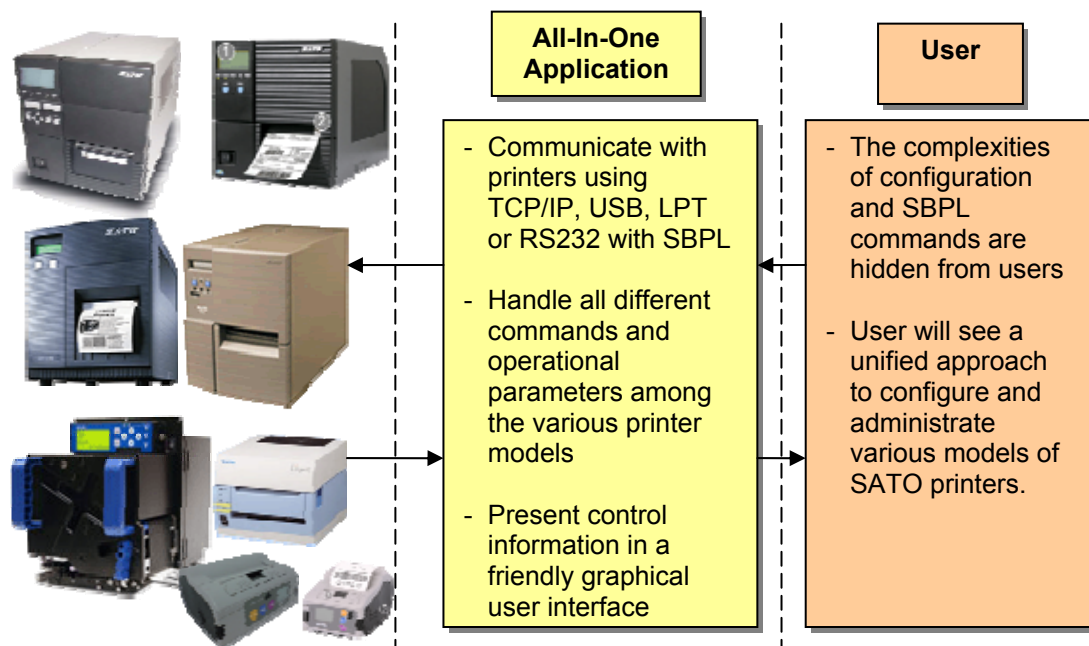 All-In-One
Application
User
- Communicate with
printers using
TCP/IP, USB, LPT
or RS232 with SBPL
- Handle all different
commands and
operational
parameters among
the various printer
models
- Present control
information in a
friendly graphical
user interface
- The complexities
of configuration
and SBPL
commands are
hidden from users
- User will see a
unified approach
to configure and
administrate
various models of
SATO printers.
1
2
SATO